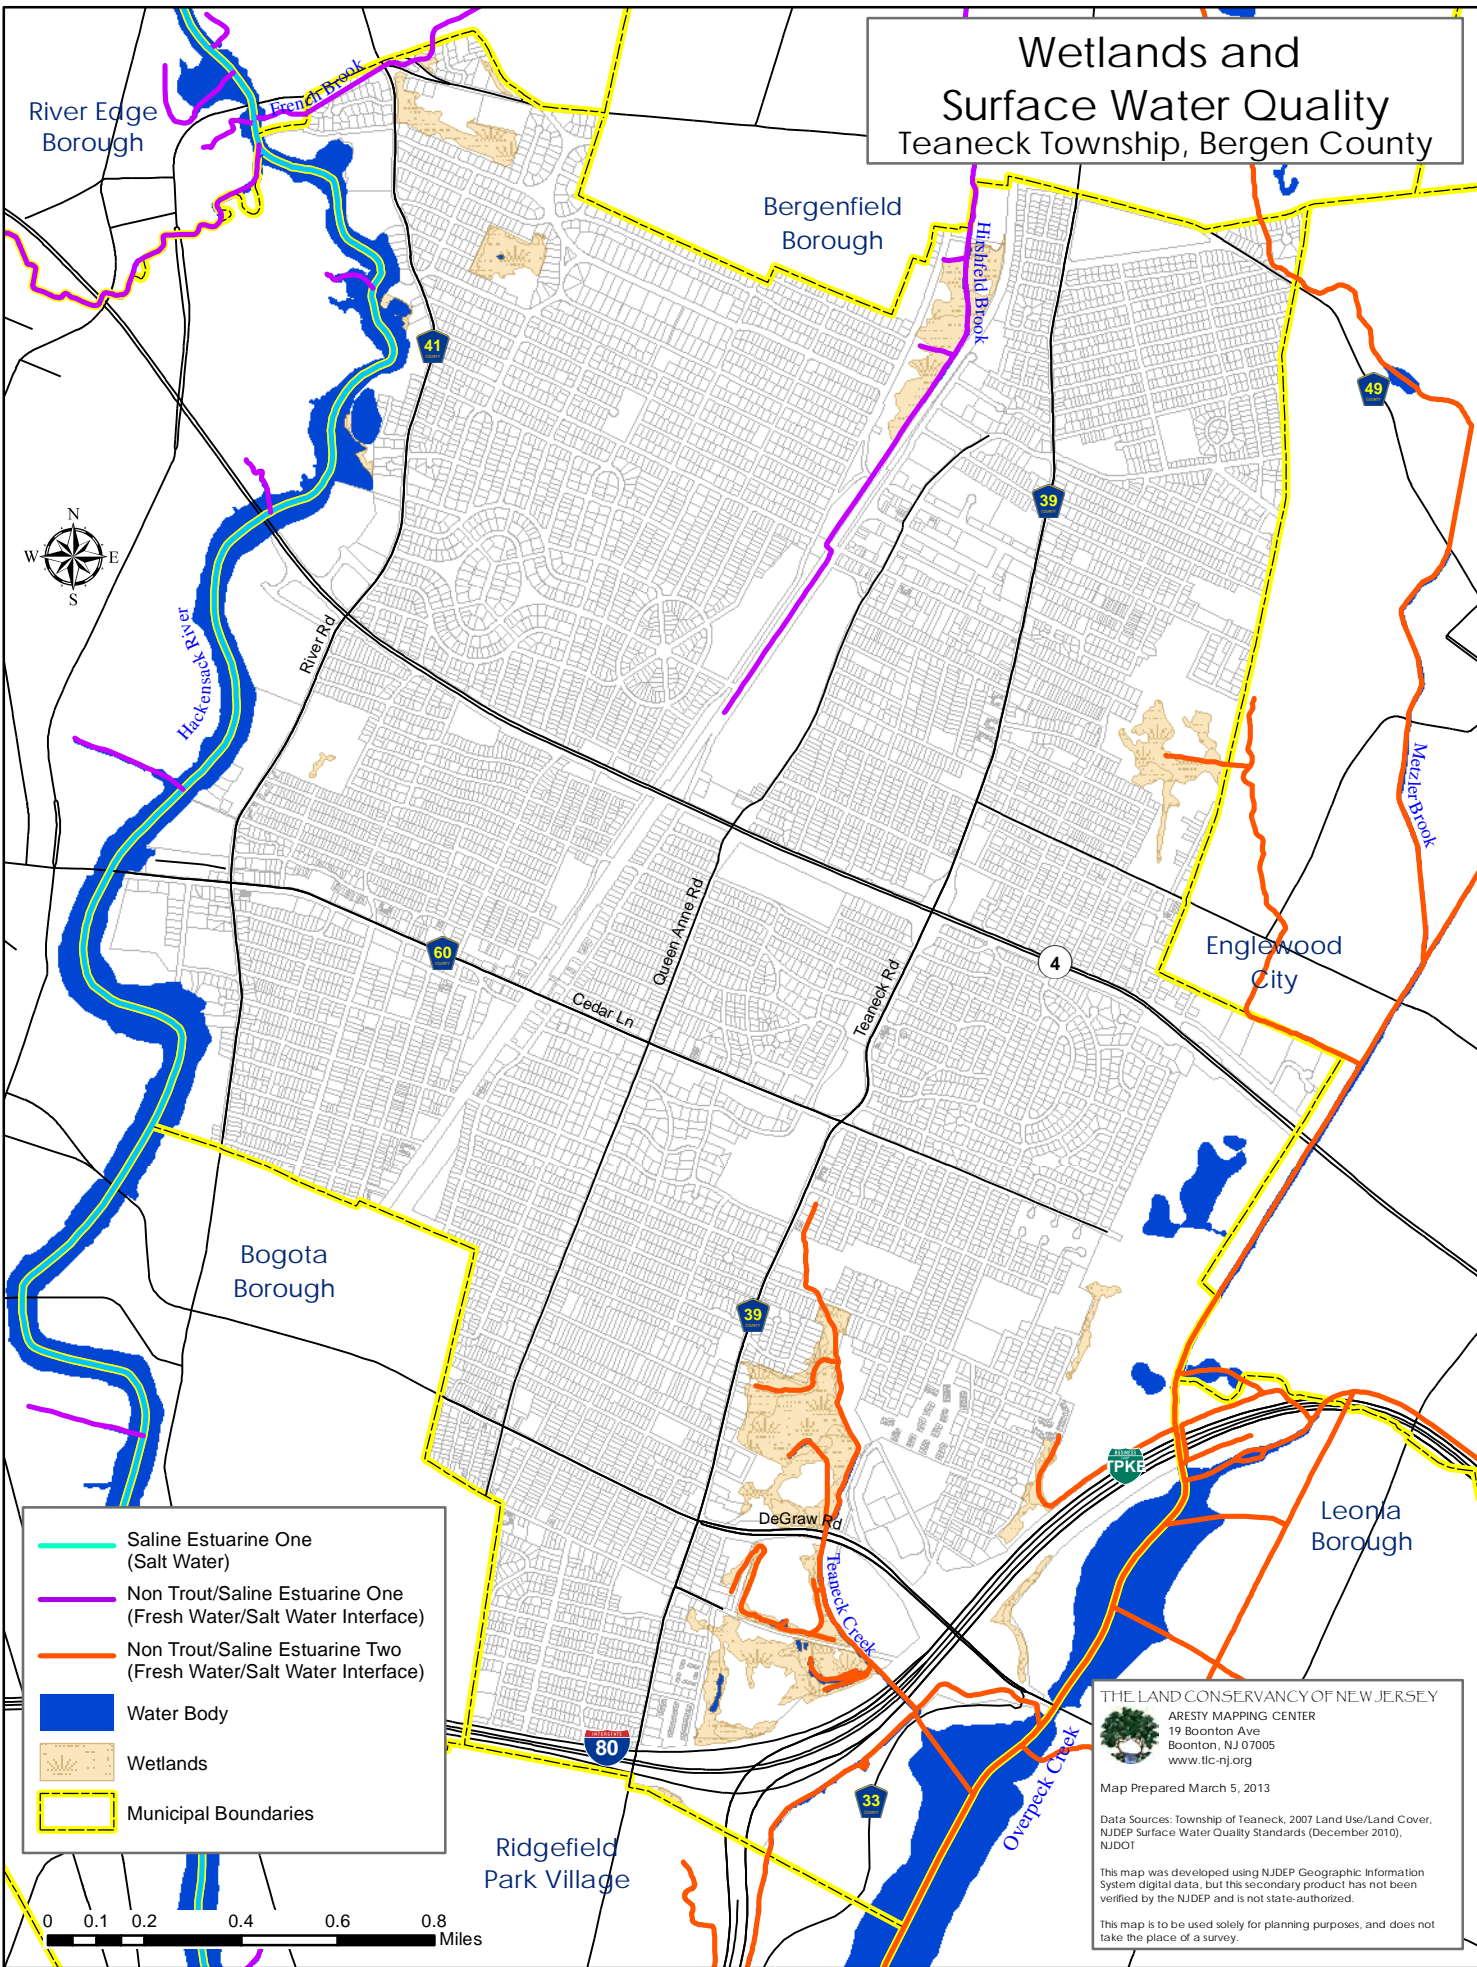 Wetlands and
Surface Water Quality
Teaneck Township, Bergen County
River Edge
Borough
French Brook
Bergenfield
Borough
Hirshfeld Brook
41
COUNTY
49
COUNTY
39
COUNTY
N
W E
S
Hackensack River
River Rd
Metzler Brook
Queen Anne Rd
60
COUNTY
Cedar Ln
Teaneck Rd
4
Englewood
City
Bogota
Borough
39
COUNTY
BUSINESS
TPKE
DeGraw Rd
Teaneck Creek
Leonia
Borough
INTERSTATE
80
33
COUNTY
Overpeck Creek
Ridgefield
Park Village
Saline Estuarine One
(Salt Water)
Non Trout/Saline Estuarine One
(Fresh Water/Salt Water Interface)
Non Trout/Saline Estuarine Two
(Fresh Water/Salt Water Interface)
Water Body
Wetlands
Municipal Boundaries
0 0.1 0.2 0.4 0.6 0.8
Miles
THE LAND CONSERVANCY OF NEW JERSEY
ARESTY MAPPING CENTER
19 Boonton Ave
Boonton, NJ 07005
www.tlc-nj.org
Map Prepared March 5, 2013
Data Sources: Township of Teaneck, 2007 Land Use/Land Cover,
NJDEP Surface Water Quality Standards (December 2010),
NJDOT
This map was developed using NJDEP Geographic Information
System digital data, but this secondary product has not been
verified by the NJDEP and is not state-authorized.
This map is to be used solely for planning purposes, and does not
take the place of a survey.